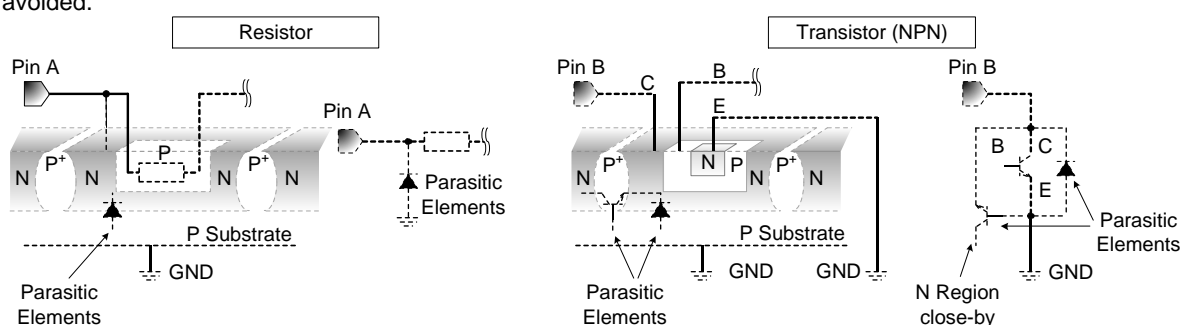 avoided.
Resistor
Pin A
P
N
P+
N
N
P+
N
Parasitic
Elements
P Substrate
GND
Pin A
Parasitic
Elements
Transistor (NPN)
Pin B
C
B
E
N
P+
N
N
P
N
P+
N
P Substrate
GND
GND
Parasitic
Elements
Pin B
B
C
E
Parasitic
Elements
GND
N Region
close-by